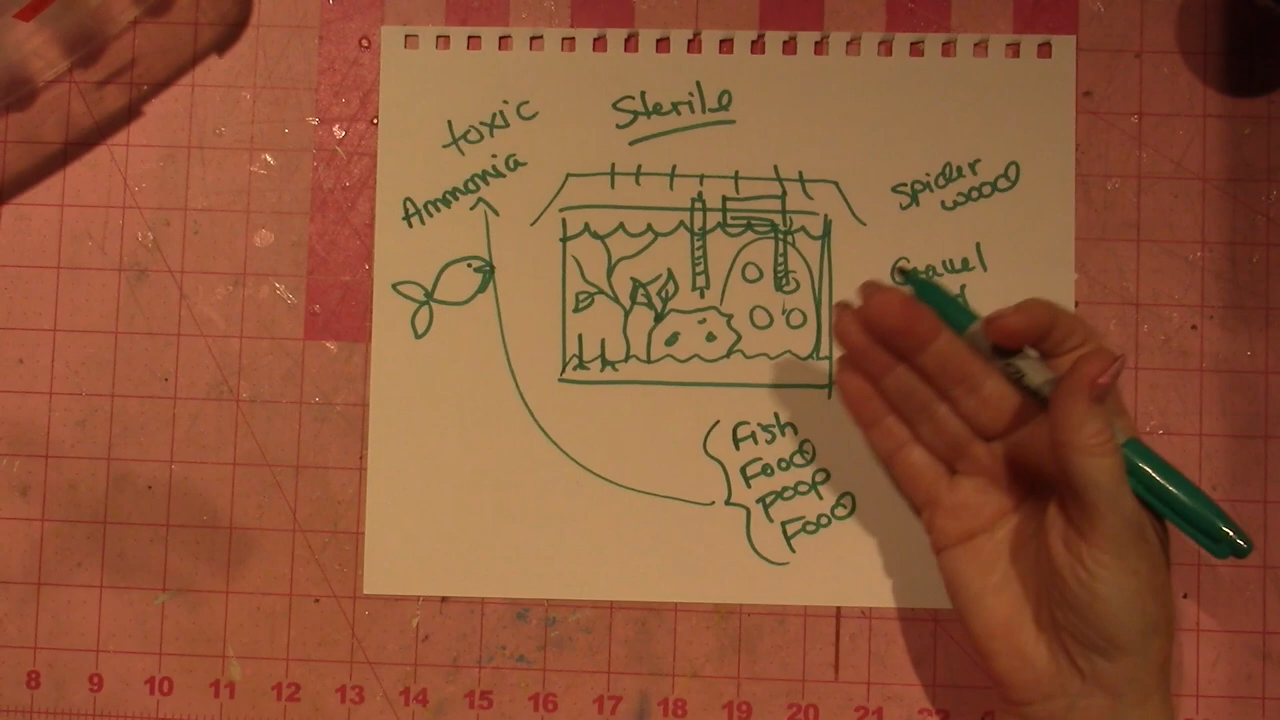 Sterile
toxic
Ammonia
Spider
wood
Gravel
Fish
Food
Poop
Food
8 9 10 11 12 13 14 15 16 17 18 19 20 21